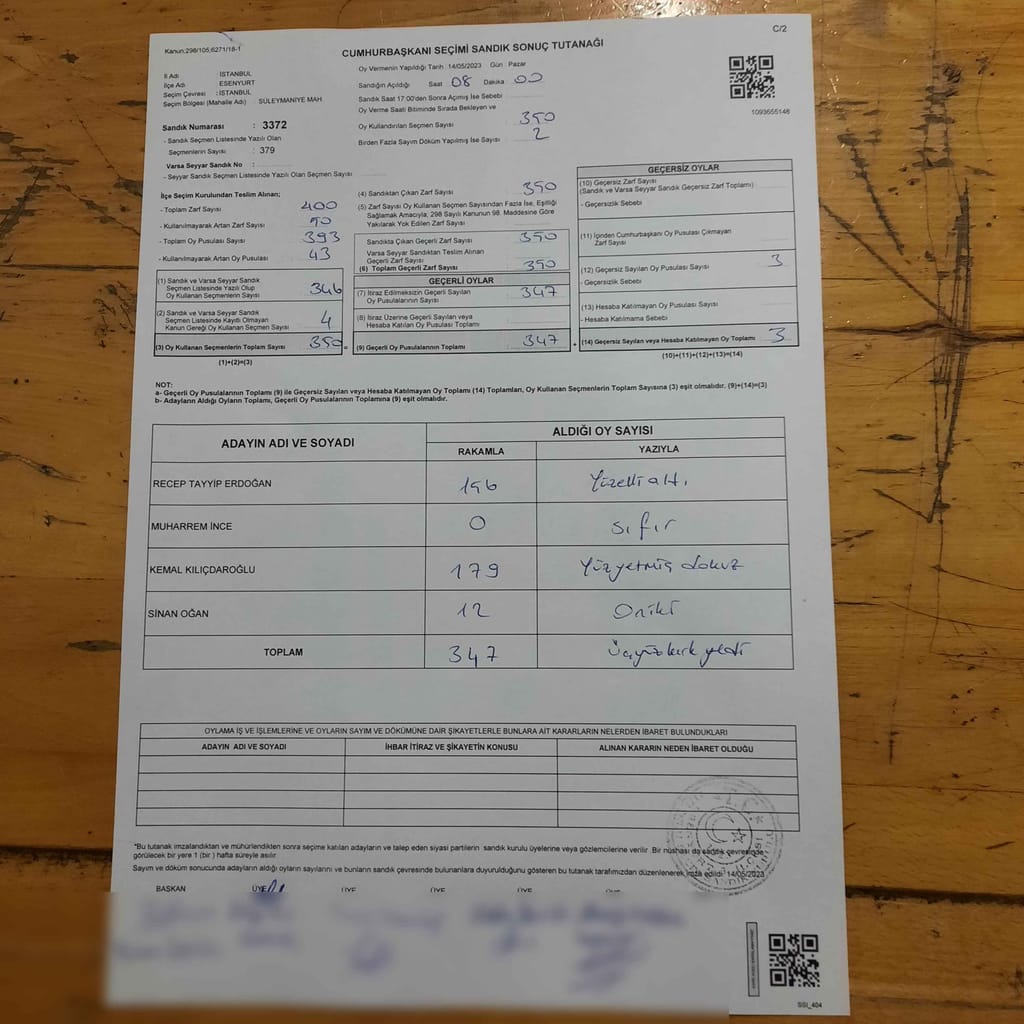 C/2
Kanun;298/105;6271/18-1
CUMHURBAŞKANI SEÇİMİ SANDIK SONUÇ TUTANAĞI
İl Adı : İSTANBUL
İlçe Adı : ESENYURT
Seçim Çevresi : İSTANBUL
Seçim Bölgesi (Mahalle Adı) : SÜLEYMANİYE MAH.
Sandık Numarası : 3372
- Sandık Seçmen Listesinde Yazılı Olan
Seçmenlerin Sayısı : 379
Varsa Seyyar Sandık No :
- Seyyar Sandık Seçmen Listesinde Yazılı Olan Seçmen Sayısı
Oy Vermenin Yapıldığı Tarih 14/05/2023 Gün : Pazar
Sandığın Açıldığı Saat 08 Dakika 00
Sandık Saat 17:00'den Sonra Açımış İse Sebebi
Oy Verme Saati Bitiminde Sırada Bekleyen ve
Oy Kullandırılan Seçmen Sayısı 350
Birden Fazla Sayım Döküm Yapılmış İse Sayısı 2
1093655148
İlçe Seçim Kurulundan Teslim Alınan;
- Toplam Zarf Sayısı 400
- Kullanılmayarak Artan Zarf Sayısı 50
- Toplam Oy Pusulası Sayısı 393
- Kullanılmayarak Artan Oy Pusulası 43
(1) Sandık ve Varsa Seyyar Sandık
Seçmen Listesinde Yazılı Olup
Oy Kullanan Seçmenlerin Sayısı 346
(2) Sandık ve Varsa Seyyar Sandık
Seçmen Listesinde Kayıtlı Olmayan
Kanun Gereği Oy Kullanan Seçmen Sayısı 4
(3) Oy Kullanan Seçmenlerin Toplam Sayısı 350 =
(1)+(2)=(3)
(4) Sandıktan Çıkan Zarf Sayısı 350
(5) Zarf Sayısı Oy Kullanan Seçmen Sayısından Fazla İse, Eşitliği
Sağlamak Amacıyla, 298 Sayılı Kanunun 98. Maddesine Göre
Yakılarak Yok Edilen Zarf Sayısı
Sandıkta Çıkan Geçerli Zarf Sayısı 350
Varsa Seyyar Sandıktan Teslim Alınan
Geçerli Zarf Sayısı
(6) Toplam Geçerli Zarf Sayısı 350
GEÇERLİ OYLAR
(7) İtiraz Edilmeksizin Geçerli Sayılan
Oy Pusulalarının Sayısı 347
(8) İtiraz Üzerine Geçerli Sayılan veya
Hesaba Katılan Oy Pusulaları Toplamı
(9) Geçerli Oy Pusulalarının Toplamı 347 +
GEÇERSİZ OYLAR
(10) Geçersiz Zarf Sayısı
(Sandık ve Varsa Seyyar Sandık Geçersiz Zarf Toplamı)
- Geçersizlik Sebebi
(11) İçinden Cumhurbaşkanı Oy Pusulası Çıkmayan
Zarf Sayısı
(12) Geçersiz Sayılan Oy Pusulası Sayısı 3
- Geçersizlik Sebebi
(13) Hesaba Katılmayan Oy Pusulası Sayısı
- Hesaba Katılmama Sebebi
(14) Geçersiz Sayılan veya Hesaba Katılmayan Oy Toplamı 3
(10)+(11)+(12)+(13)=(14)
NOT:
a- Geçerli Oy Pusulalarının Toplamı (9) ile Geçersiz Sayılan veya Hesaba Katılmayan Oy Toplamı (14) Toplamları, Oy Kullanan Seçmenlerin Toplam Sayısına (3) eşit olmalıdır. (9)+(14)=(3)
b- Adayların Aldığı Oyların Toplamı, Geçerli Oy Pusulalarının Toplamına (9) eşit olmalıdır.
ADAYIN ADI VE SOYADI ALDIĞI OY SAYISI
RAKAMLA YAZIYLA
RECEP TAYYİP ERDOĞAN 156 Yüzellialtı
MUHARREM İNCE 0 sıfır
KEMAL KILIÇDAROĞLU 179 Yüzyetmiş dokuz
SİNAN OĞAN 12 Oniki
TOPLAM 347 Üçyüzkırkyedi
OYLAMA İŞ VE İŞLEMLERİNE VE OYLARIN SAYIM VE DÖKÜMÜNE DAİR ŞİKAYETLERLE BUNLARA AİT KARARLARIN NELERDEN İBARET BULUNDUKLARI
ADAYIN ADI VE SOYADI İHBAR İTİRAZ VE ŞİKAYETİN KONUSU ALINAN KARARIN NEDEN İBARET OLDUĞU
*Bu tutanak imzalandıktan ve mühürlendikten sonra seçime katılan adayların ve talep eden siyasi partilerin sandık kurulu üyelerine veya gözlemcilerine verilir. Bir nüshası da sandık çevresinde
görülecek bir yere 1 (bir ) hafta süreyle asılır.
Sayım ve döküm sonucunda adayların aldığı oyların sayılarını ve bunların sandık çevresinde bulunanlara duyurulduğunu gösteren bu tutanak tarafımızdan düzenlenerek imza edildi. 14/05/2023
BAŞKAN ÜYE ÜYE ÜYE ÜYE ÜYE
SSI_404